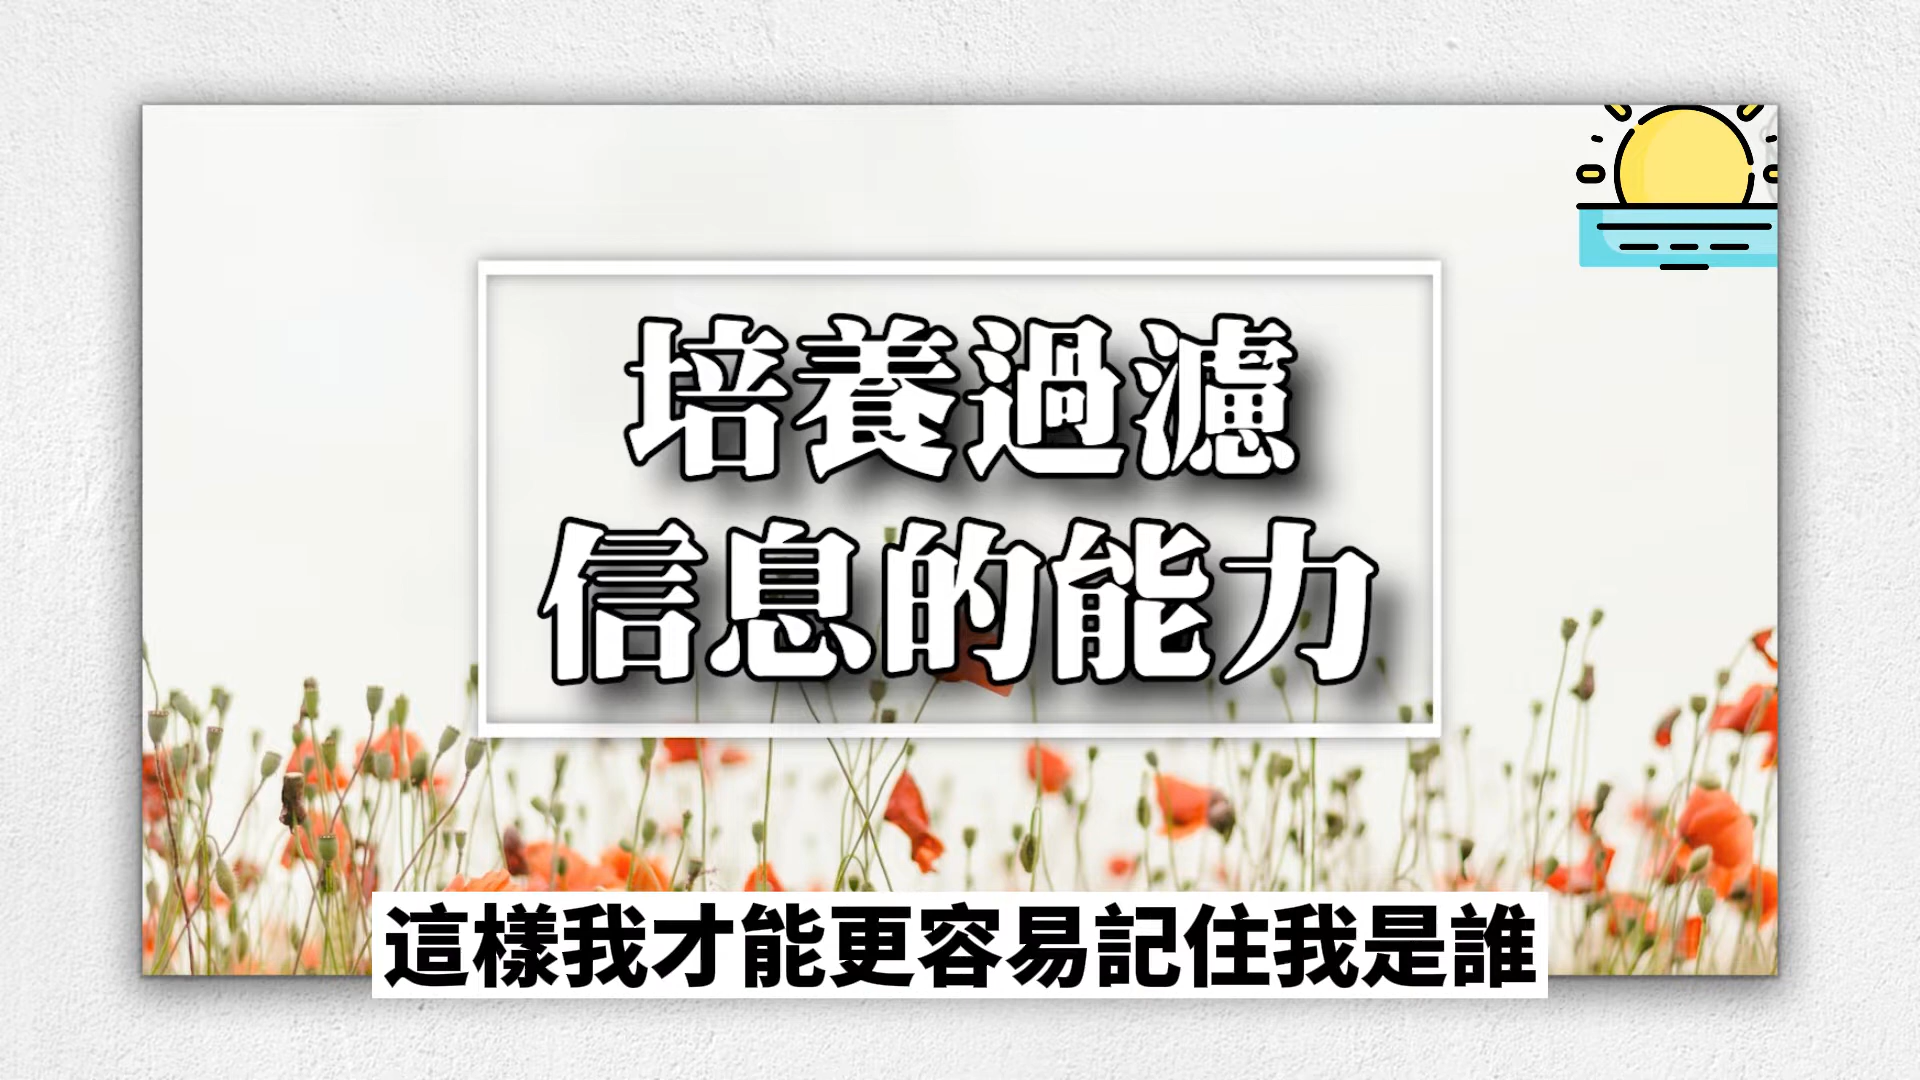 培養過濾
信息的能力
這樣我才能更容易記住我是誰